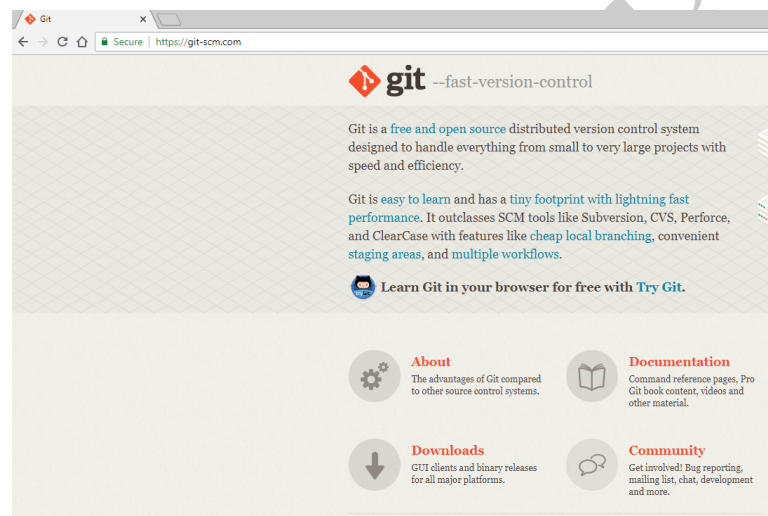 Git
Secure | https://git-scm.com
git --fast-version-control
Git is a free and open source distributed version control system
designed to handle everything from small to very large projects with
speed and efficiency.
Git is easy to learn and has a tiny footprint with lightning fast
performance. It outclasses SCM tools like Subversion, CVS, Perforce,
and ClearCase with features like cheap local branching, convenient
staging areas, and multiple workflows.
Learn Git in your browser for free with Try Git.
About
The advantages of Git compared
to other source control systems.
Documentation
Command reference pages, Pro
Git book content, videos and
other material.
Downloads
GUI clients and binary releases
for all major platforms.
Community
Get involved! Bug reporting,
mailing list, chat, development
and more.